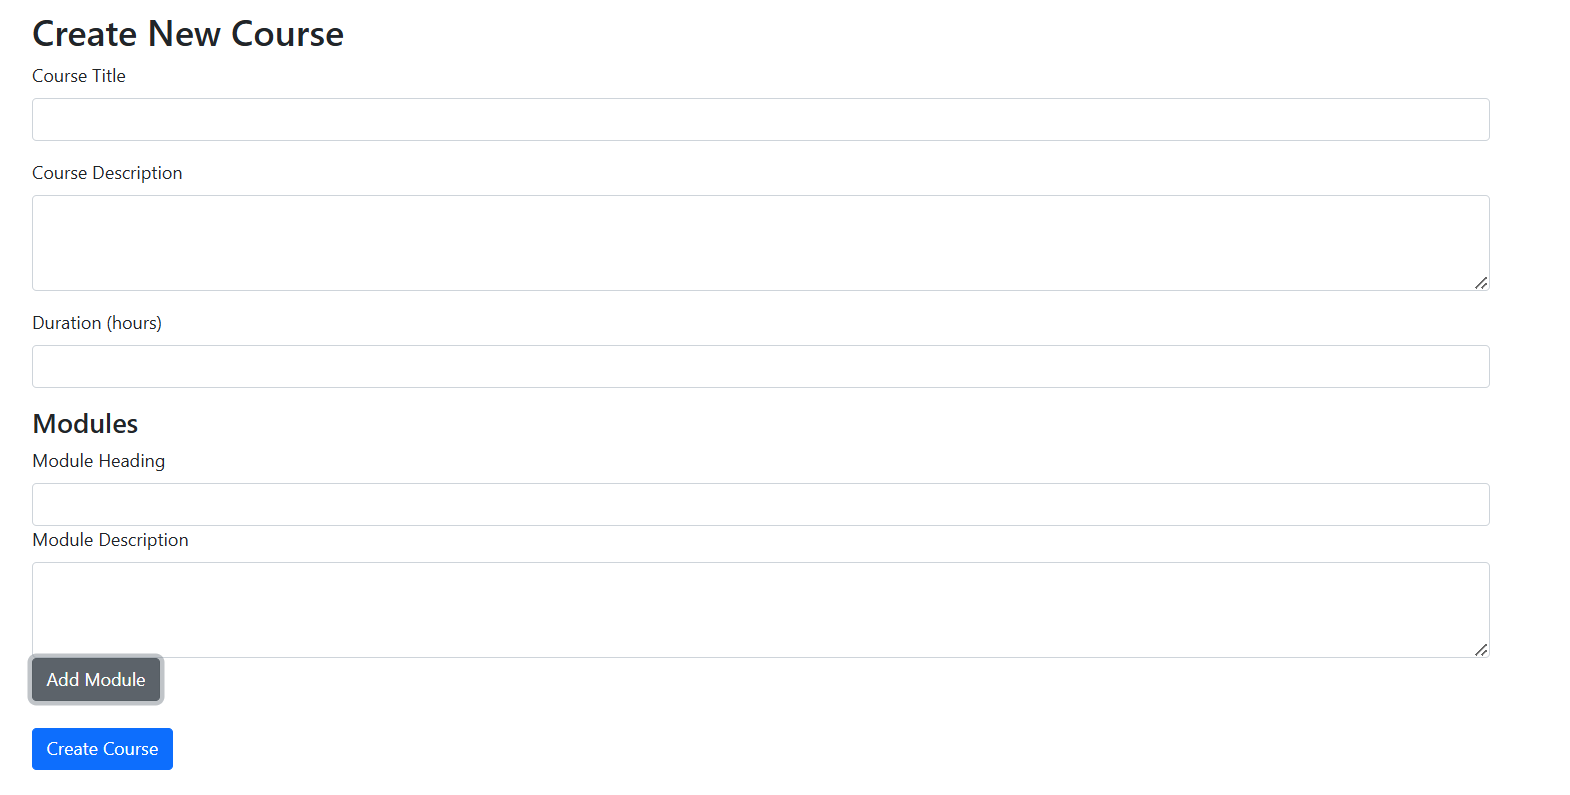 Create New Course
Course Title
Course Description
Duration (hours)
Modules
Module Heading
Module Description
Add Module
Create Course